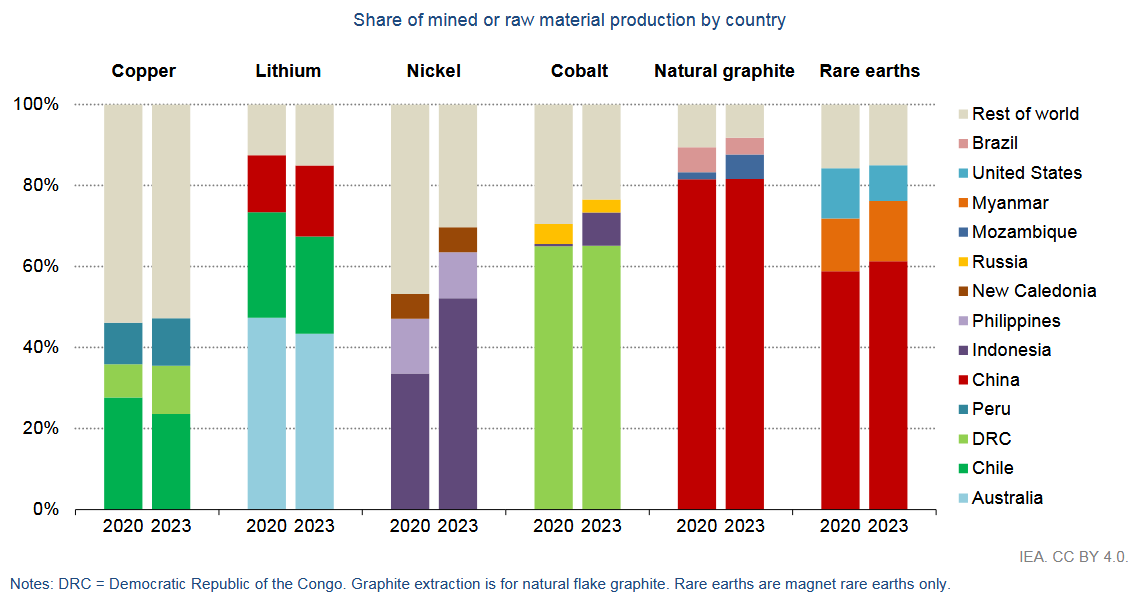 Share of mined or raw material production by country
Copper Lithium Nickel Cobalt Natural graphite Rare earths
100%
80%
60%
40%
20%
0%
2020 2023 2020 2023 2020 2023 2020 2023 2020 2023 2020 2023
Rest of world
Brazil
United States
Myanmar
Mozambique
Russia
New Caledonia
Philippines
Indonesia
China
Peru
DRC
Chile
Australia
IEA. CC BY 4.0.
Notes: DRC = Democratic Republic of the Congo. Graphite extraction is for natural flake graphite. Rare earths are magnet rare earths only.